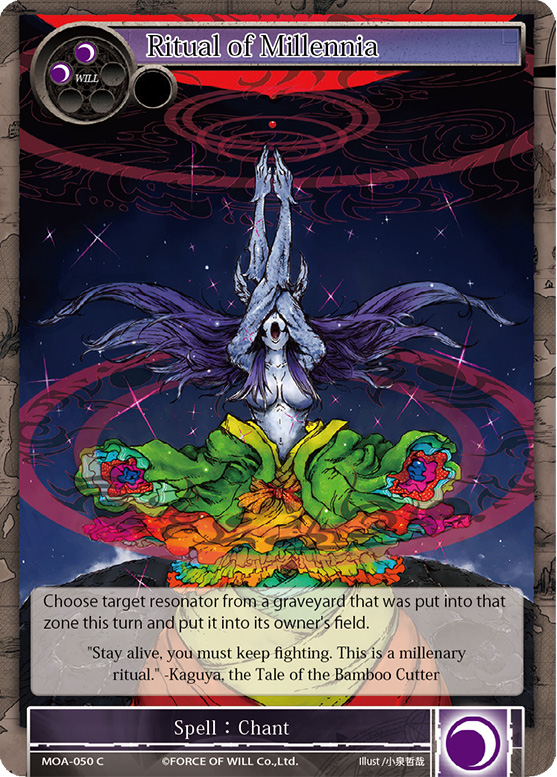 Ritual of Millennia
WILL
Choose target resonator from a graveyard that was put into that
zone this turn and put it into its owner's field.
"Stay alive, you must keep fighting. This is a millenary
ritual." -Kaguya, the Tale of the Bamboo Cutter
Spell：Chant
MOA-050 C ©FORCE OF WILL Co.,Ltd. Illust /小泉哲哉